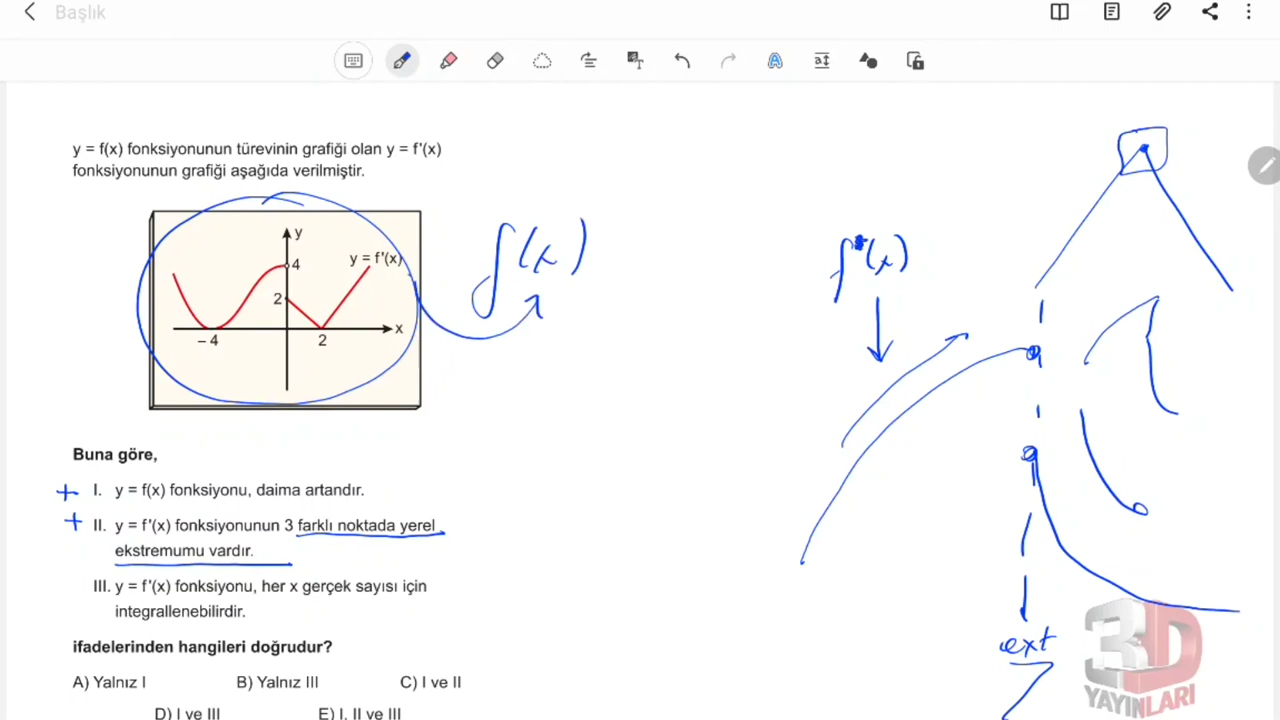 Başlık
y = f(x) fonksiyonunun türevinin grafiği olan y = f'(x)
fonksiyonunun grafiği aşağıda verilmiştir.
y
4
y = f'(x)
2
x
– 4
2
f(x)
f'(x)
Buna göre,
+ I. y = f(x) fonksiyonu, daima artandır.
+ II. y = f'(x) fonksiyonunun 3 farklı noktada yerel
ekstremumu vardır.
III. y = f'(x) fonksiyonu, her x gerçek sayısı için
integrallenebilirdir.
ifadelerinden hangileri doğrudur?
A) Yalnız I B) Yalnız III C) I ve II
D) I ve III E) I, II ve III
ext
3D
YAYINLARI